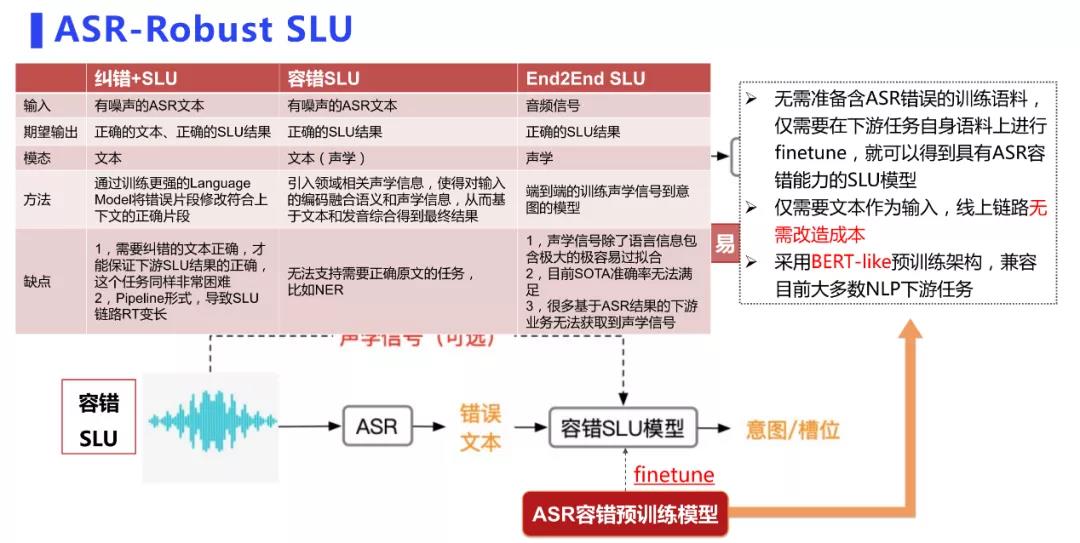 ASR-Robust SLU
纠错+SLU 容错SLU End2End SLU
输入 有噪声的ASR文本 有噪声的ASR文本 音频信号
期望输出 正确的文本、正确的SLU结果 正确的SLU结果 正确的SLU结果
模态 文本 文本（声学） 声学
方法
通过训练更强的Language
Model将错误片段修改符合上
下文的正确片段
引入领域相关声学信息，使得对输入
的编码融合语义和声学信息，从而基
于文本和发音综合得到最终结果
端到端的训练声学信号到意
图的模型
缺点
1，需要纠错的文本正确，才
能保证下游SLU结果的正确，
这个任务同样非常困难
2，Pipeline形式，导致SLU
链路RT变长
无法支持需要正确原文的任务，
比如NER
1，声学信号除了语言信息包
含极大的极容易过拟合
2，目前SOTA准确率无法满
足
3，很多基于ASR结果的下游
业务无法获取到声学信号
易
➢ 无需准备含ASR错误的训练语料，
仅需要在下游任务自身语料上进行
finetune，就可以得到具有ASR容
错能力的SLU模型
➢ 仅需要文本作为输入，线上链路无
需改造成本
➢ 采用BERT-like预训练架构，兼容
目前大多数NLP下游任务
声学信号（可选）
容错
SLU
ASR
错误
文本
容错SLU模型
意图/槽位
finetune
ASR容错预训练模型